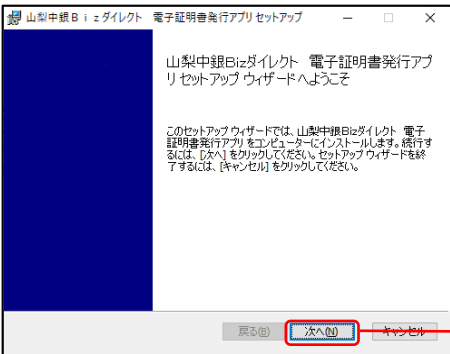 山梨中銀Ｂｉｚダイレクト　電子証明書発行アプリ セットアップ
山梨中銀Bizダイレクト　電子証明書発行アプ
リ セットアップ ウィザードへようこそ
このセットアップ ウィザードでは、山梨中銀Bizダイレクト　電子
証明書発行アプリ をコンピューターにインストールします。続行す
るには、[次へ] をクリックしてください。セットアップ ウィザードを終
了するには、[キャンセル] をクリックしてください。
戻る(B)
次へ(N)
キャンセル